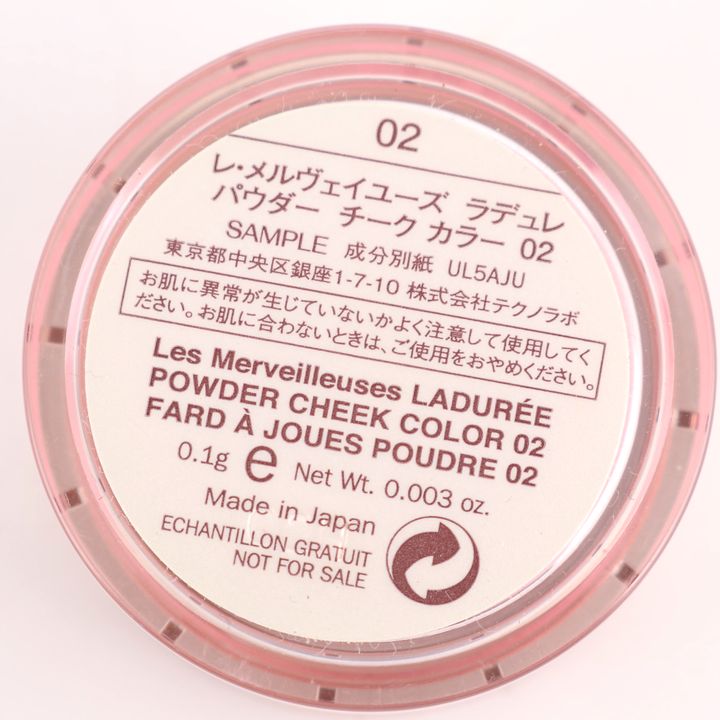 02
レ・メルヴェイユーズ ラデュレ
パウダー チーク カラー 02
SAMPLE 成分別紙 UL5AJU
東京都中央区銀座1-7-10 株式会社テクノラボ
お肌に異常が生じていないかよく注意して使用してく
ださい。お肌に合わないときは、ご使用をおやめください。
Les Merveilleuses LADURÉE
POWDER CHEEK COLOR 02
FARD À JOUES POUDRE 02
0.1g e Net Wt. 0.003 oz.
Made in Japan
ECHANTILLON GRATUIT
NOT FOR SALE